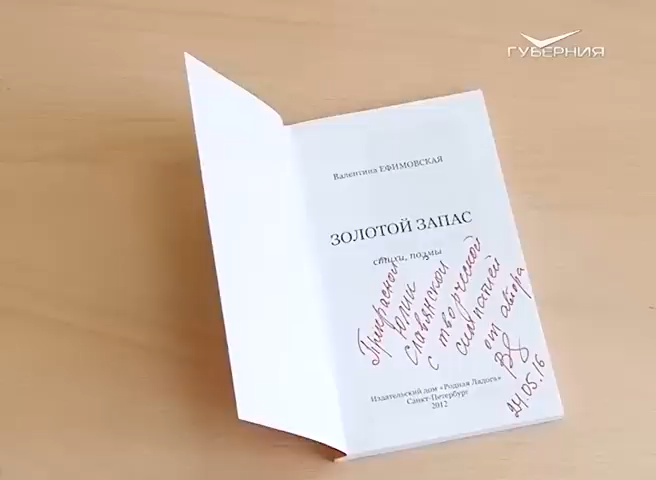 ГУБЕРНИЯ
Валентина ЕФИМОВСКАЯ
ЗОЛОТОЙ ЗАПАС
стихи, поэмы
Прекрасной
Юлии
Славянской
с творческой
симпатией
от автора
24.05.16
Издательский дом «Родная Ладога»
Санкт-Петербург
2012